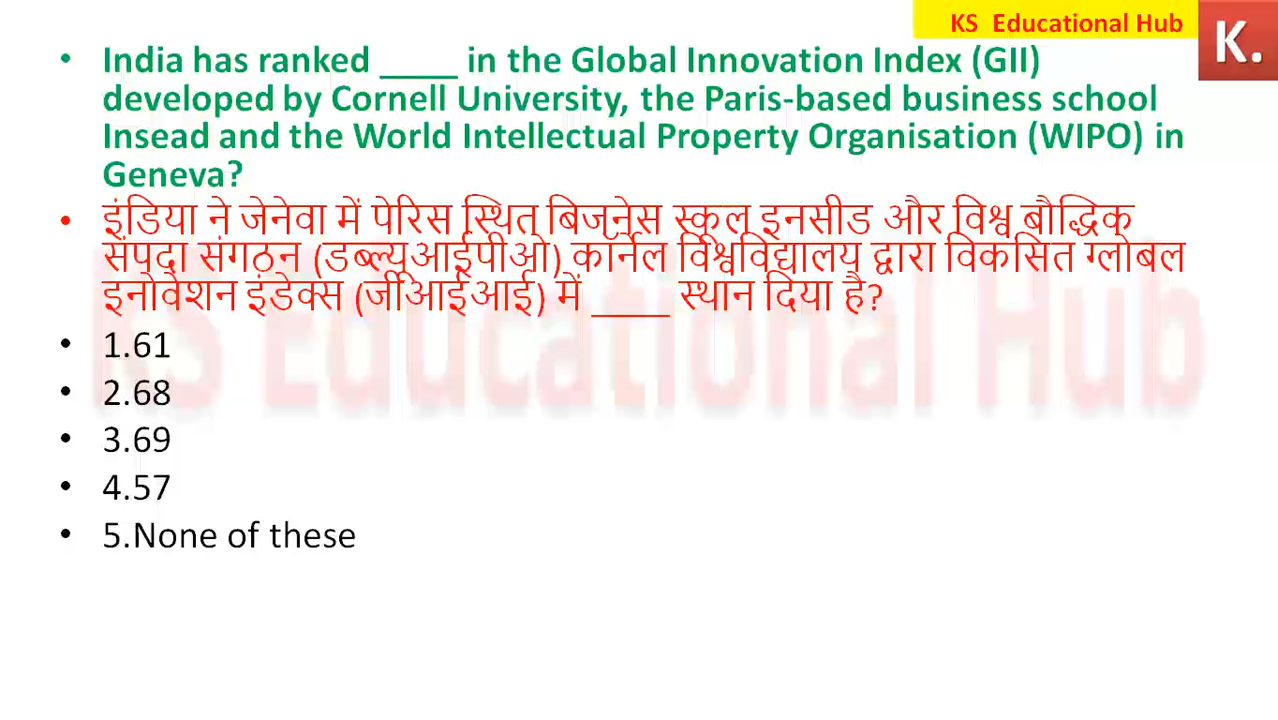 KS Educational Hub
K.
• India has ranked ____ in the Global Innovation Index (GII)
developed by Cornell University, the Paris-based business school
Insead and the World Intellectual Property Organisation (WIPO) in
Geneva?
• इंडिया ने जेनेवा में पेरिस स्थित बिजनेस स्कूल इनसीड और विश्व बौद्धिक
संपदा संगठन (डब्ल्यूआईपीओ) कॉर्नेल विश्वविद्यालय द्वारा विकसित ग्लोबल
इनोवेशन इंडेक्स (जीआईआई) में ____ स्थान दिया है?
• 1.61
• 2.68
• 3.69
• 4.57
• 5.None of these
KS Educational Hub